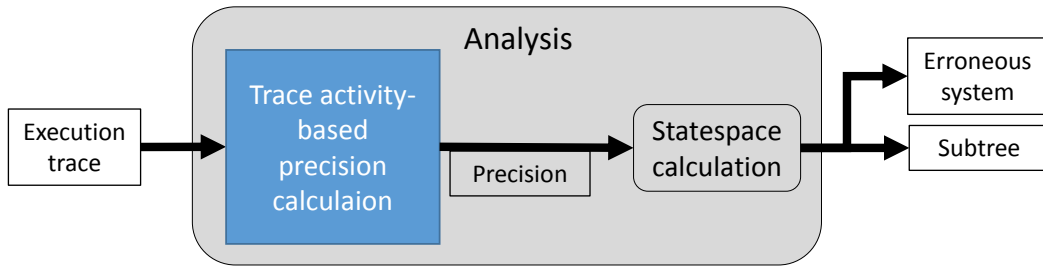 Analysis
Execution
trace
Trace activity-
based
precision
calculaion
Precision
Statespace
calculation
Erroneous
system
Subtree